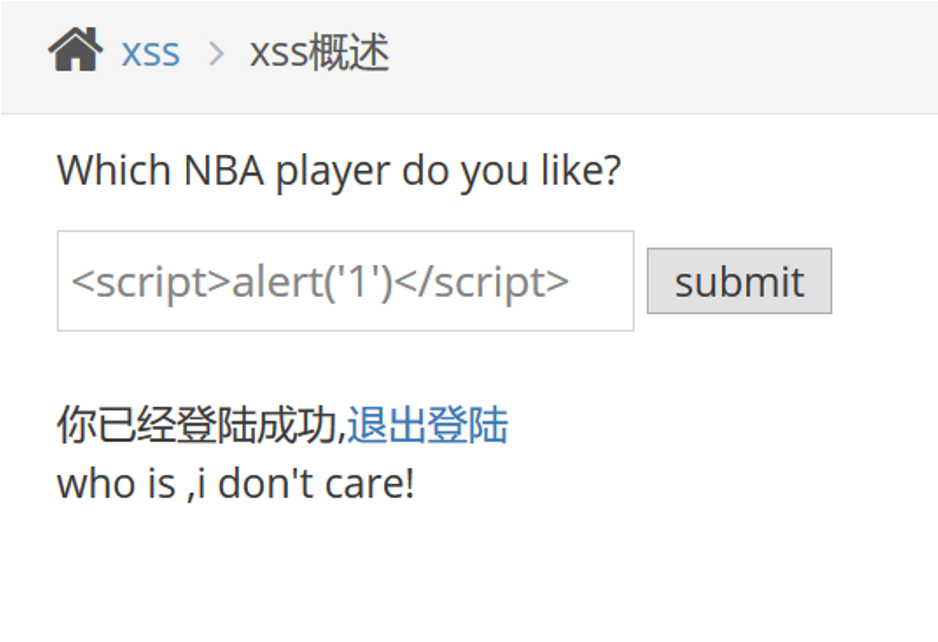 xss > xss概述
Which NBA player do you like?
<script>alert('1')</script> submit
你已经登陆成功,退出登陆
who is ,i don't care!